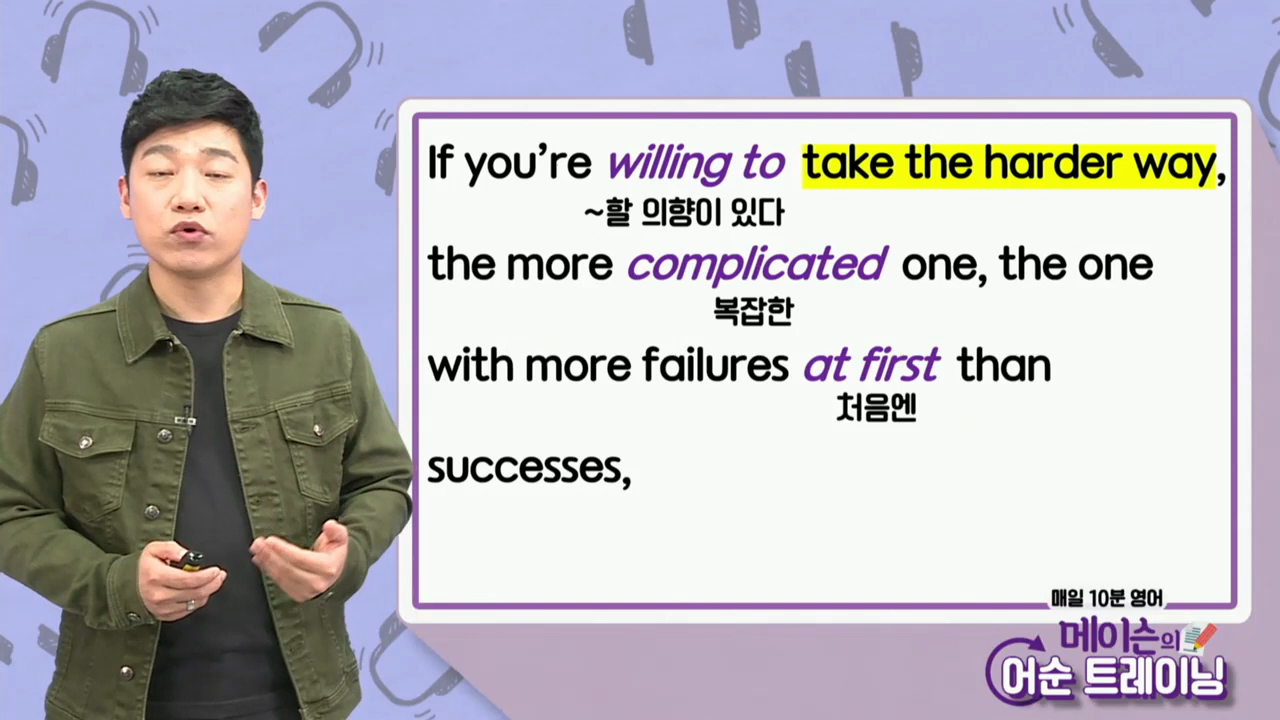 If you’re willing to take the harder way,
~할 의향이 있다
the more complicated one, the one
복잡한
with more failures at first than
처음엔
successes,
매일 10분 영어
메이슨의
어순 트레이닝